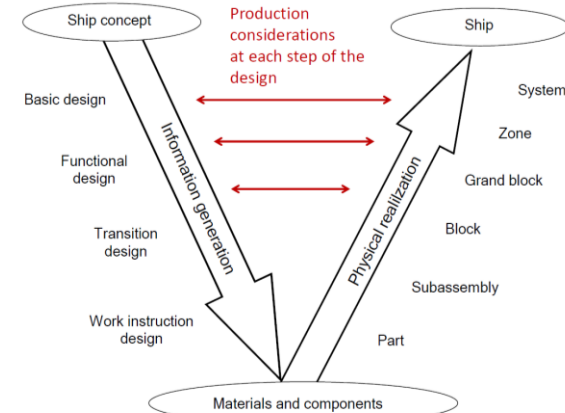 Ship concept
Production
considerations
at each step of the
design
Ship
Basic design
Functional
design
Transition
design
Work instruction
design
Information generation
Physical realization
System
Zone
Grand block
Block
Subassembly
Part
Materials and components